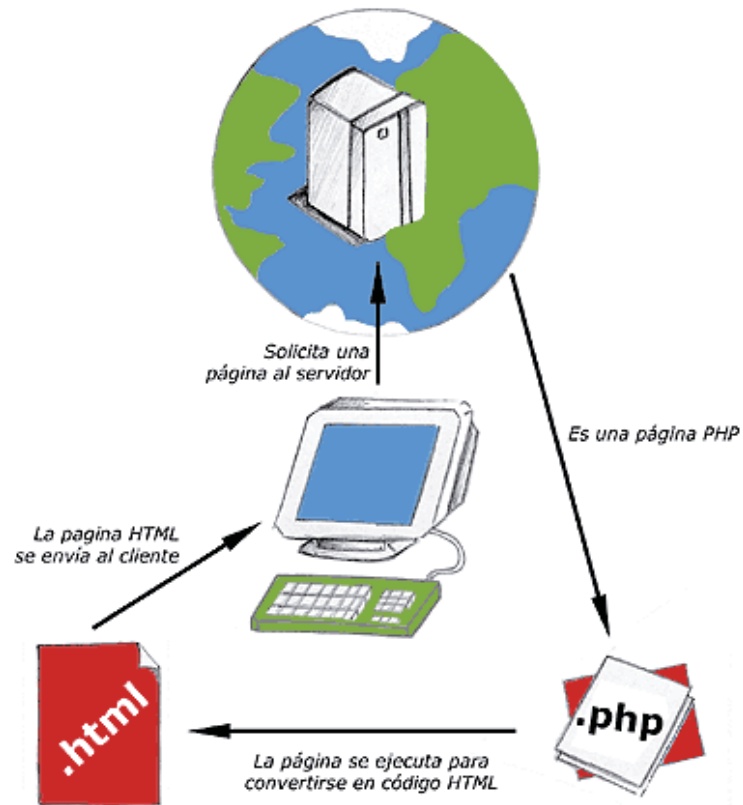 Solicita una
página al servidor
Es una página PHP
La pagina HTML
se envía al cliente
.html
.php
La página se ejecuta para
convertirse en código HTML